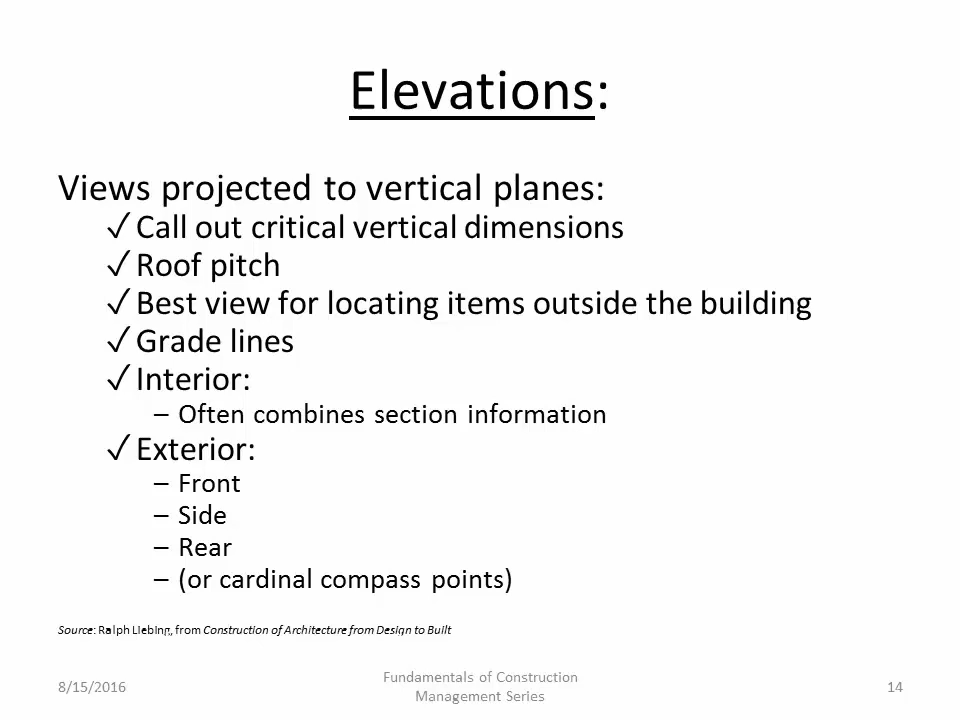 Elevations:
Views projected to vertical planes:
✓ Call out critical vertical dimensions
✓ Roof pitch
✓ Best view for locating items outside the building
✓ Grade lines
✓ Interior:
– Often combines section information
✓ Exterior:
– Front
– Side
– Rear
– (or cardinal compass points)
Source: Ralph Liebing, from Construction of Architecture from Design to Built
8/15/2016
Fundamentals of Construction
Management Series
14